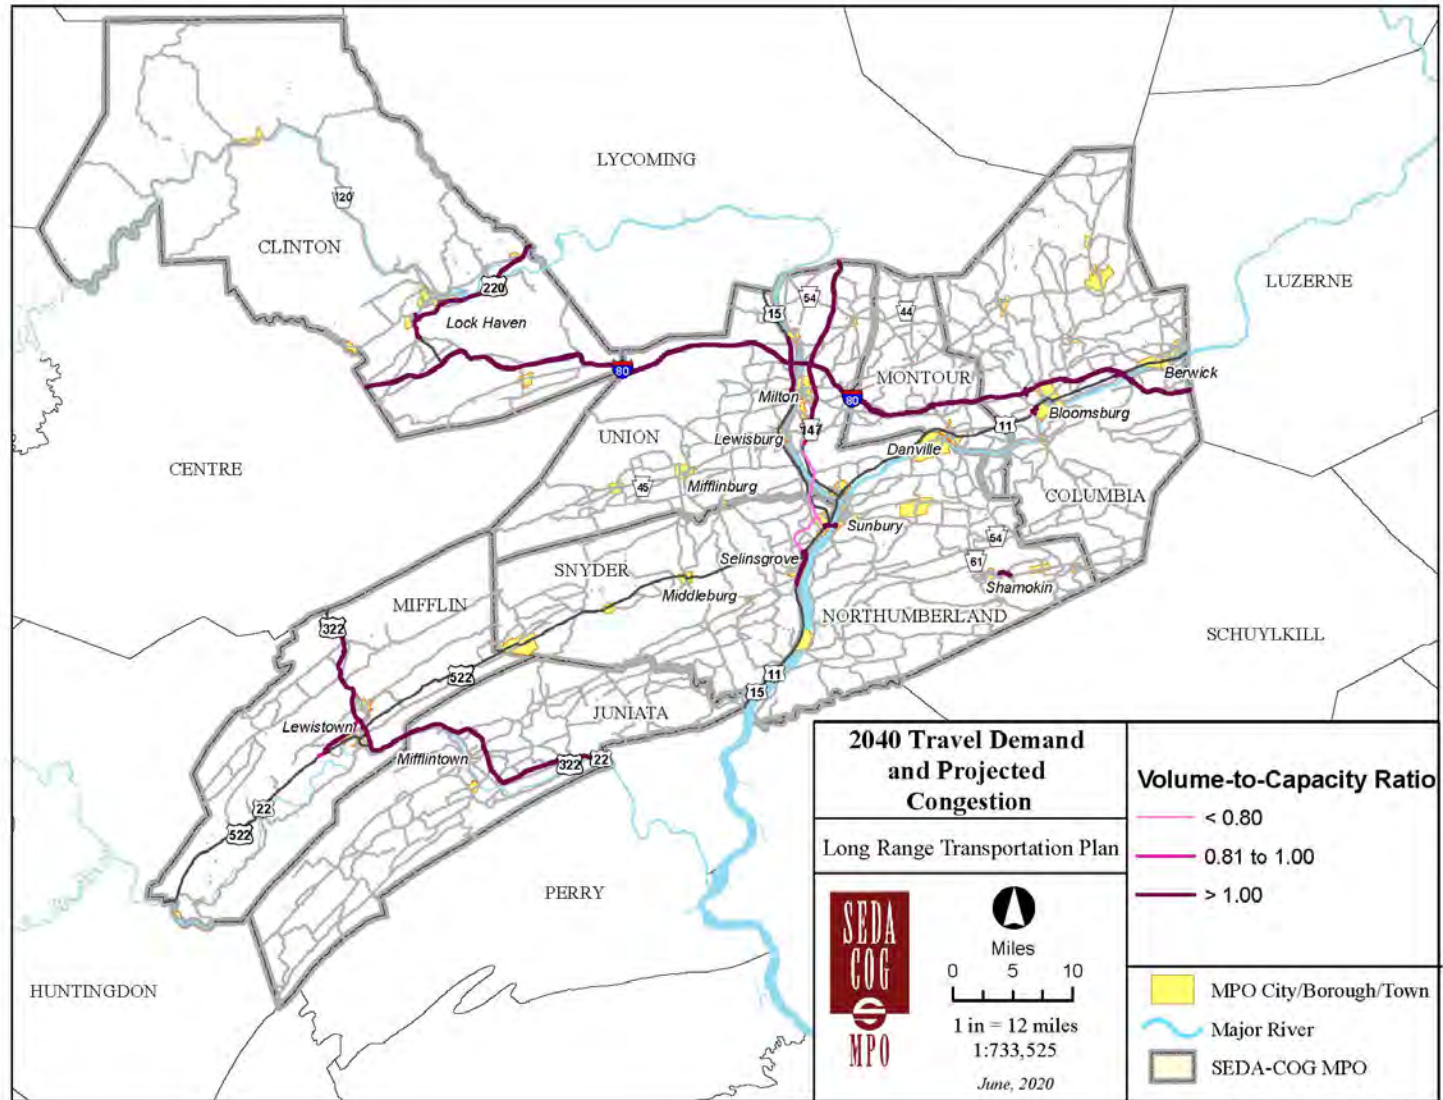 LYCOMING
120
CLINTON
220
Lock Haven
15
54
44
LUZERNE
80
Berwick
MONTOUR
80
Milton
Bloomsburg
147
11
UNION
Lewisburg
Danville
CENTRE
45
Mifflinburg
COLUMBIA
Sunbury
54
Selinsgrove
61
SNYDER
Shamokin
Middleburg
MIFFLIN
NORTHUMBERLAND
322
SCHUYLKILL
522
11
15
JUNIATA
Lewistown
Mifflintown
322
22
22
522
PERRY
HUNTINGDON
2040 Travel Demand
and Projected
Congestion
Long Range Transportation Plan
SEDA
COG
MPO
Miles
0 5 10
1 in = 12 miles
1:733,525
June, 2020
Volume-to-Capacity Ratio
< 0.80
0.81 to 1.00
> 1.00
MPO City/Borough/Town
Major River
SEDA-COG MPO